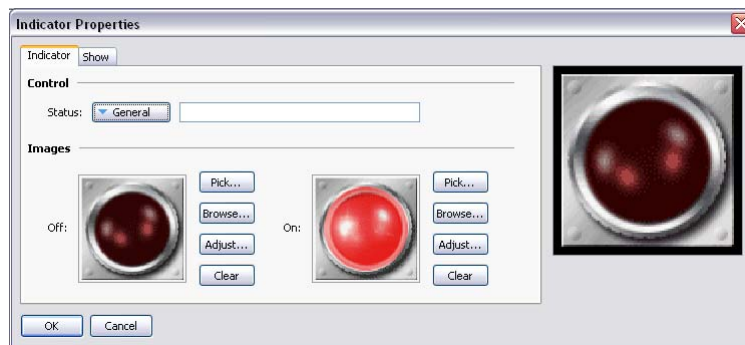 Indicator Properties
Indicator Show
Control
Status: General
Images
Off:
Pick...
Browse...
Adjust...
Clear
On:
Pick...
Browse...
Adjust...
Clear
OK Cancel